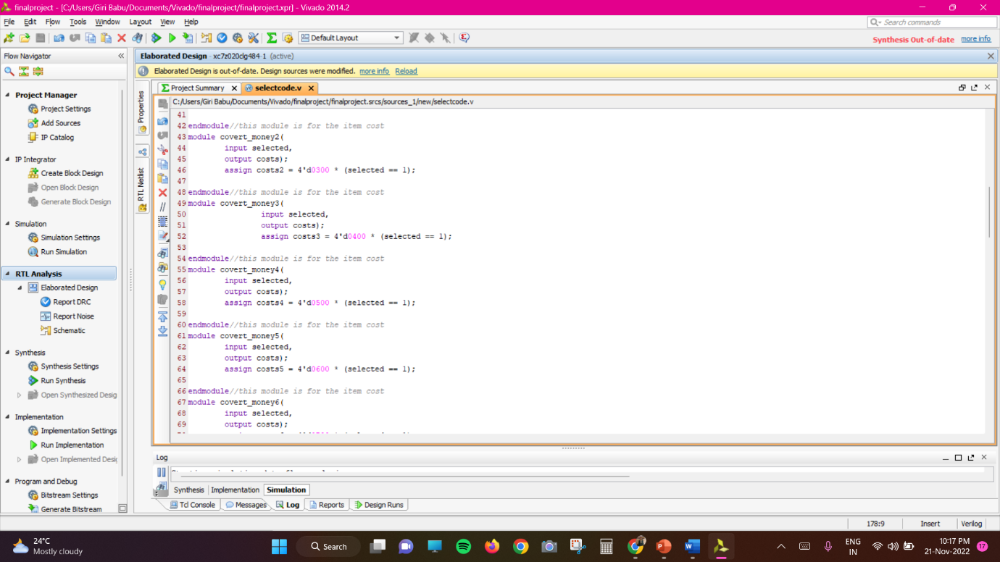 finalproject - [C:/Users/Giri Babu/Documents/Vivado/finalproject/finalproject.xpr] - Vivado 2014.2
File Edit Flow Tools Window Layout View Help
Search commands
Default Layout
Synthesis Out-of-date more info
Flow Navigator
Elaborated Design - xc7z020clg484-1 (active)
Elaborated Design is out-of-date. Design sources were modified. more info Reload
Project Manager
Project Settings
Add Sources
IP Catalog
IP Integrator
Create Block Design
Open Block Design
Generate Block Design
Simulation
Simulation Settings
Run Simulation
RTL Analysis
Elaborated Design
Report DRC
Report Noise
Schematic
Synthesis
Synthesis Settings
Run Synthesis
Open Synthesized Desig
Implementation
Implementation Settings
Run Implementation
Open Implemented Desig
Program and Debug
Bitstream Settings
Generate Bitstream
Properties
RTL Netlist
Project Summary
selectcode.v
C:/Users/Giri Babu/Documents/Vivado/finalproject/finalproject.srcs/sources_1/new/selectcode.v
41
42 endmodule//this module is for the item cost
43 module covert_money2(
44 input selected,
45 output costs);
46 assign costs2 = 4'd0300 * (selected == 1);
47
48 endmodule//this module is for the item cost
49 module covert_money3(
50 input selected,
51 output costs);
52 assign costs3 = 4'd0400 * (selected == 1);
53
54 endmodule//this module is for the item cost
55 module covert_money4(
56 input selected,
57 output costs);
58 assign costs4 = 4'd0500 * (selected == 1);
59
60 endmodule//this module is for the item cost
61 module covert_money5(
62 input selected,
63 output costs);
64 assign costs5 = 4'd0600 * (selected == 1);
65
66 endmodule//this module is for the item cost
67 module covert_money6(
68 input selected,
69 output costs);
Log
Synthesis Implementation Simulation
Tcl Console Messages Log Reports Design Runs
178:9 Insert Verilog
24°C
Mostly cloudy
Search
ENG
IN
10:17 PM
21-Nov-2022
17